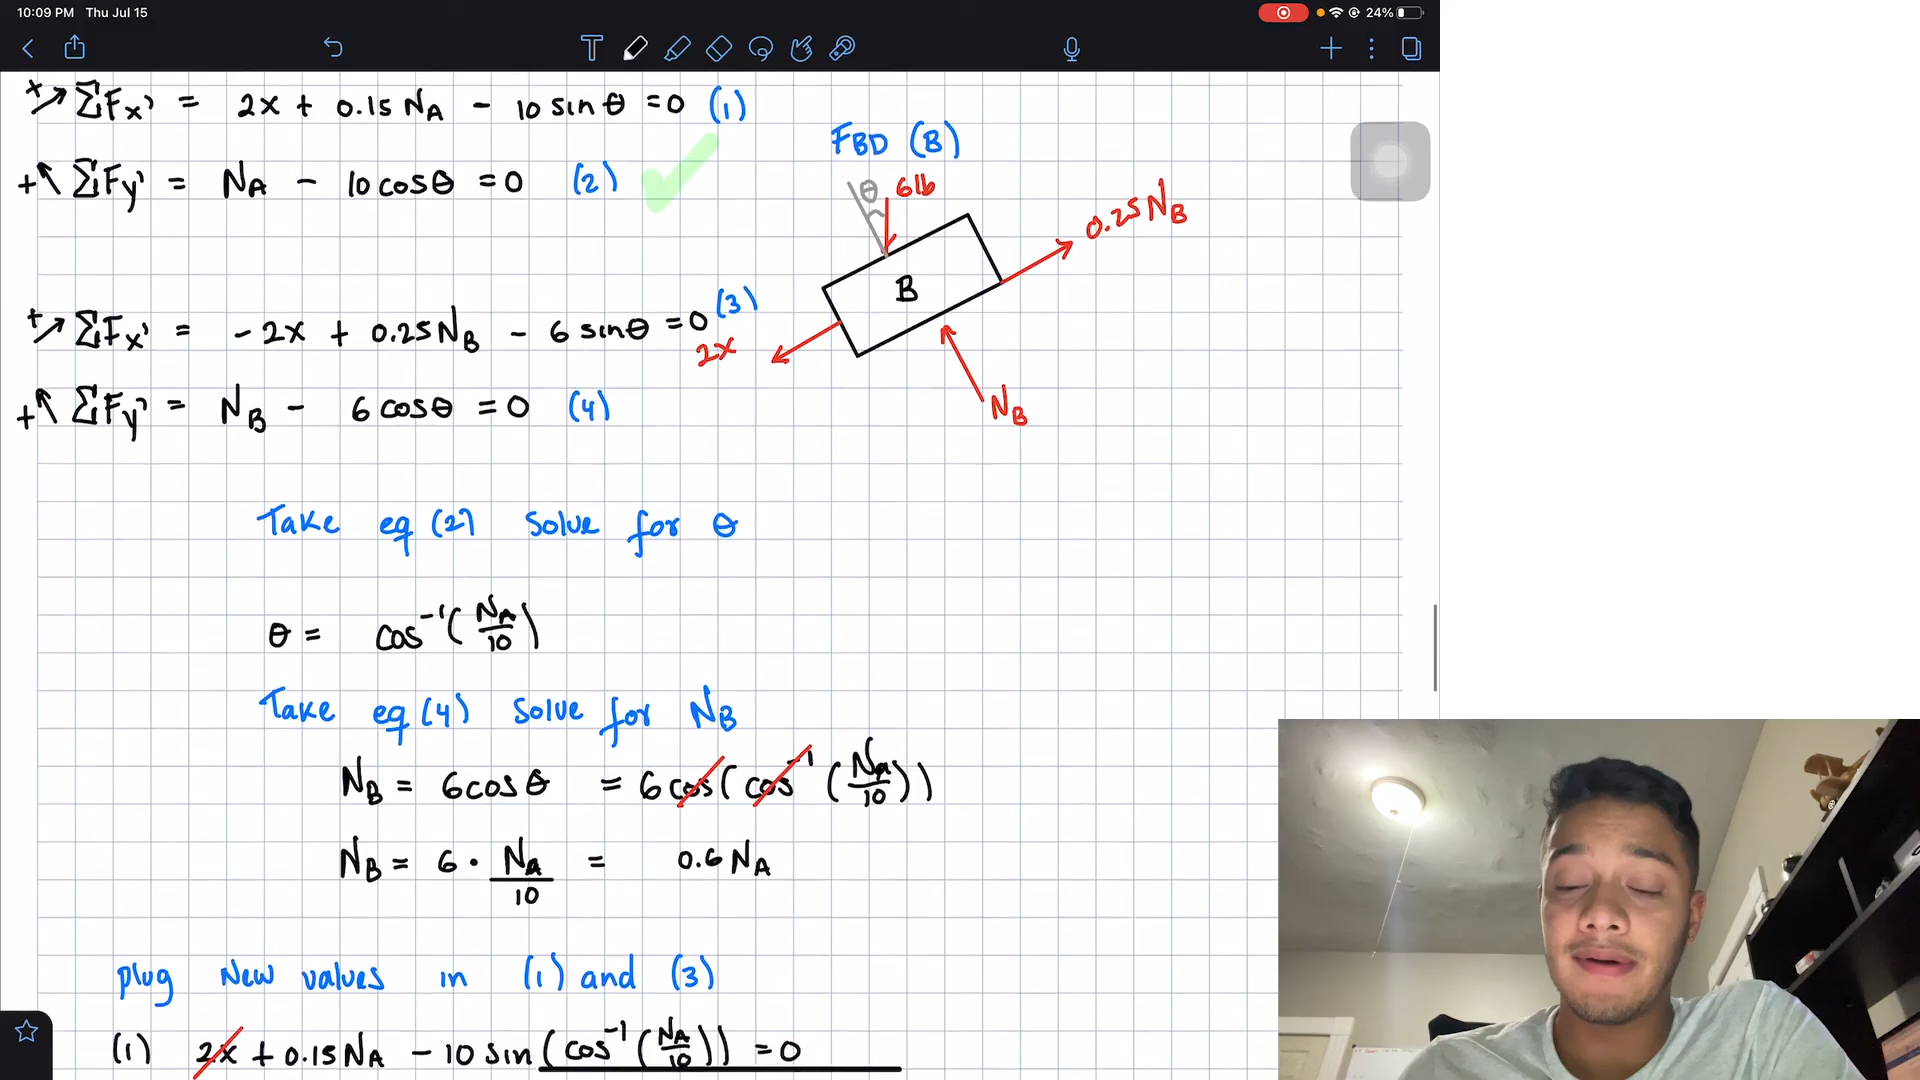 10:09 PM Thu Jul 15
24%
ΣFx' = 2x + 0.15 NA - 10 sin θ = 0 (1)
+ ΣFy' = NA - 10 cos θ = 0 (2)
FBD (B)
θ 6lb
0.25 NB
B
+ ΣFx' = -2x + 0.25 NB - 6 sin θ = 0 (3)
2x
+ ΣFy' = NB - 6 cos θ = 0 (4)
NB
Take eq (2) solve for θ
θ = cos⁻¹(NA/10)
Take eq (4) solve for NB
NB = 6 cos θ = 6 cos(cos⁻¹(NA/10))
NB = 6 · NA/10 = 0.6 NA
plug New values in (1) and (3)
(1) 2x + 0.15 NA - 10 sin(cos⁻¹(NA/10)) = 0